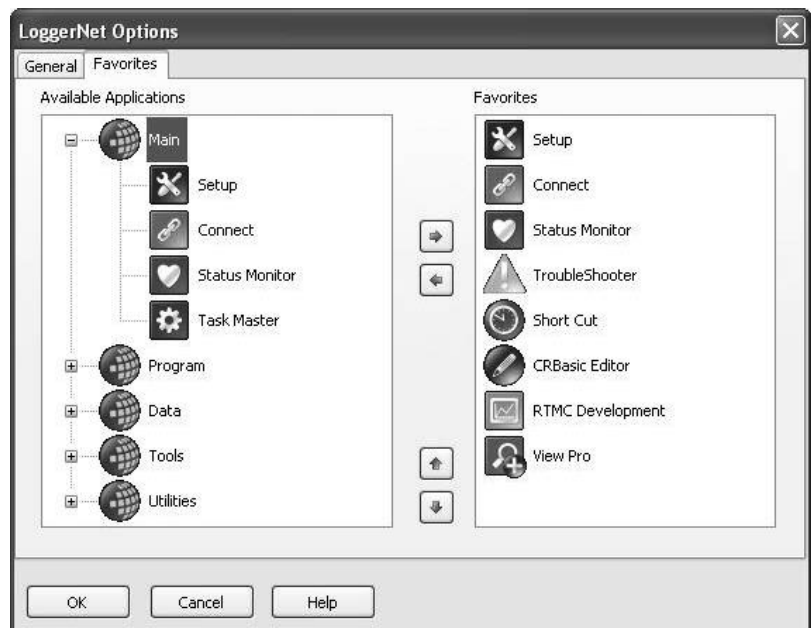 LoggerNet Options
General Favorites
Available Applications
Main
Setup
Connect
Status Monitor
Task Master
Program
Data
Tools
Utilities
Favorites
Setup
Connect
Status Monitor
TroubleShooter
Short Cut
CRBasic Editor
RTMC Development
View Pro
OK Cancel Help